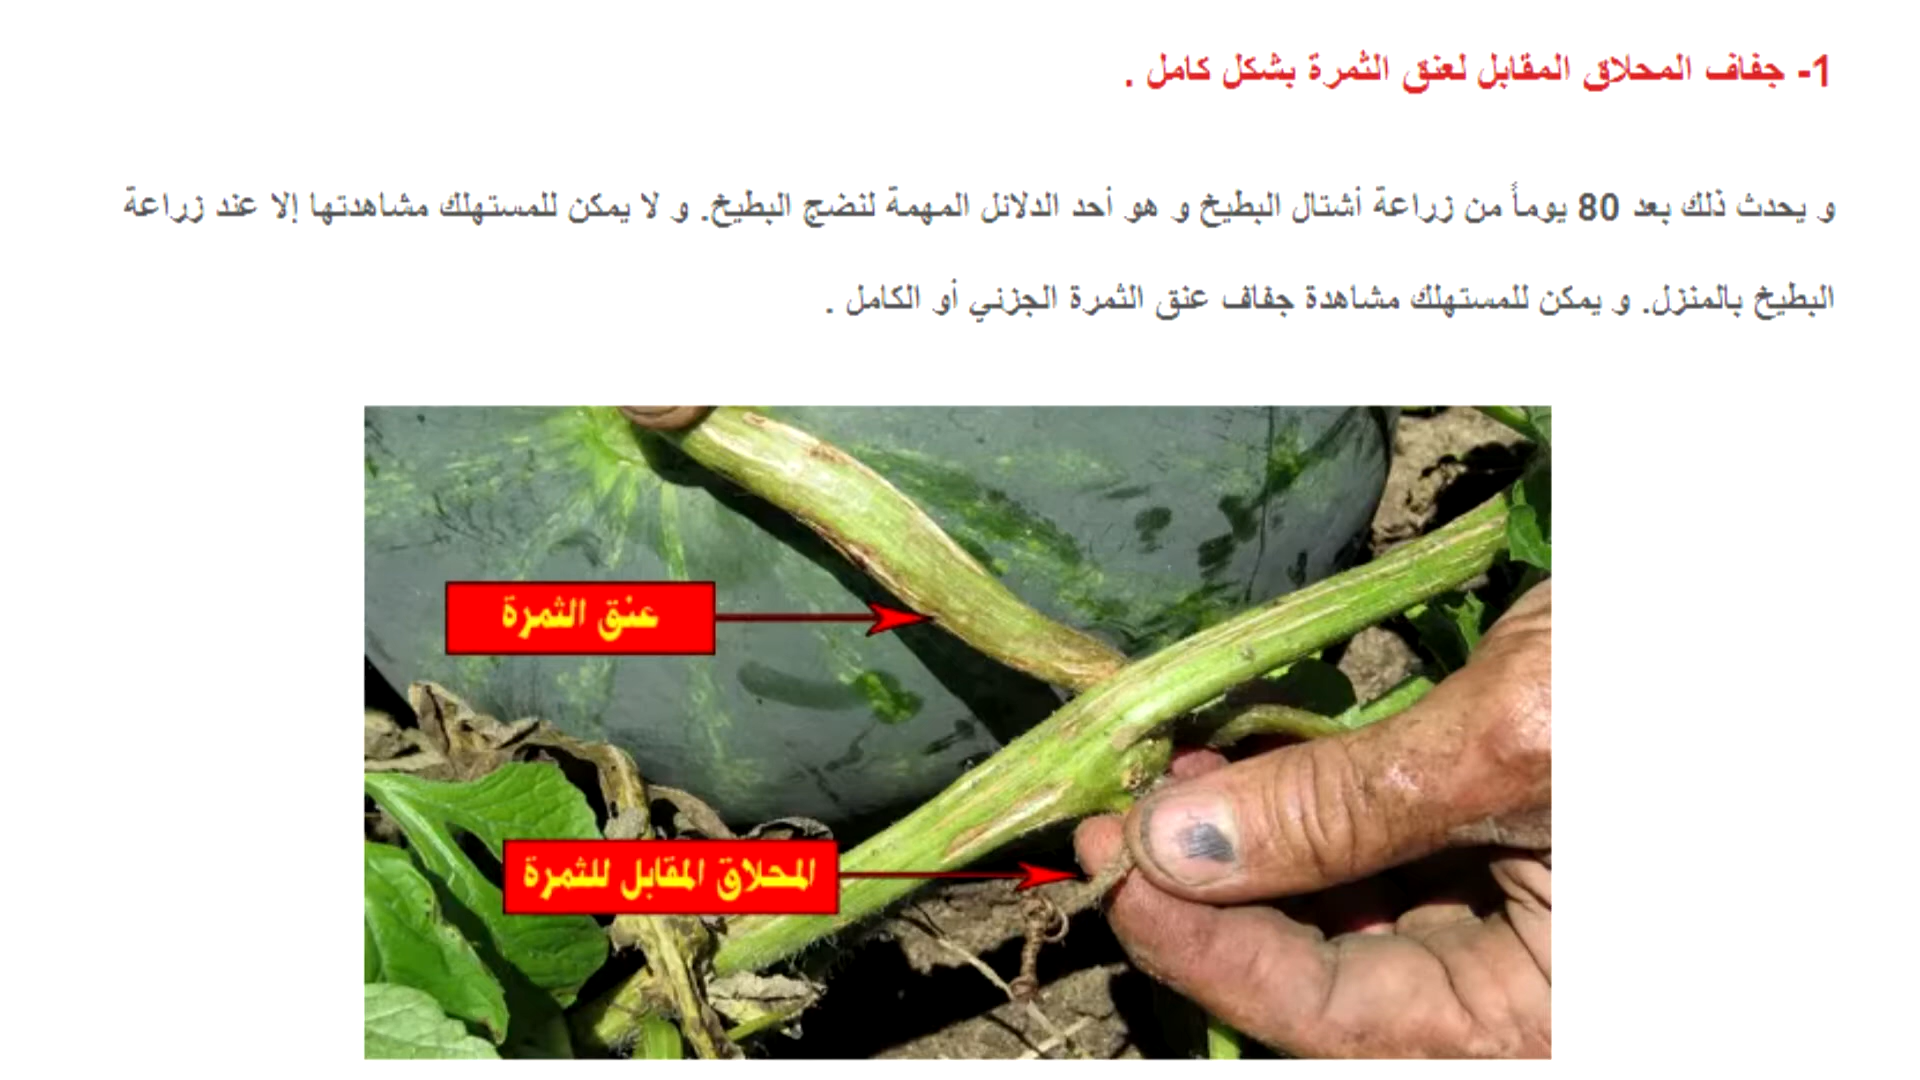 1- جفاف المحلاق المقابل لعنق الثمرة بشكل كامل .
و يحدث ذلك بعد 80 يوماً من زراعة أشتال البطيخ و هو أحد الدلائل المهمة لنضج البطيخ. و لا يمكن للمستهلك مشاهدتها إلا عند زراعة
البطيخ بالمنزل. و يمكن للمستهلك مشاهدة جفاف عنق الثمرة الجزئي أو الكامل .
عنق الثمرة
المحلاق المقابل للثمرة